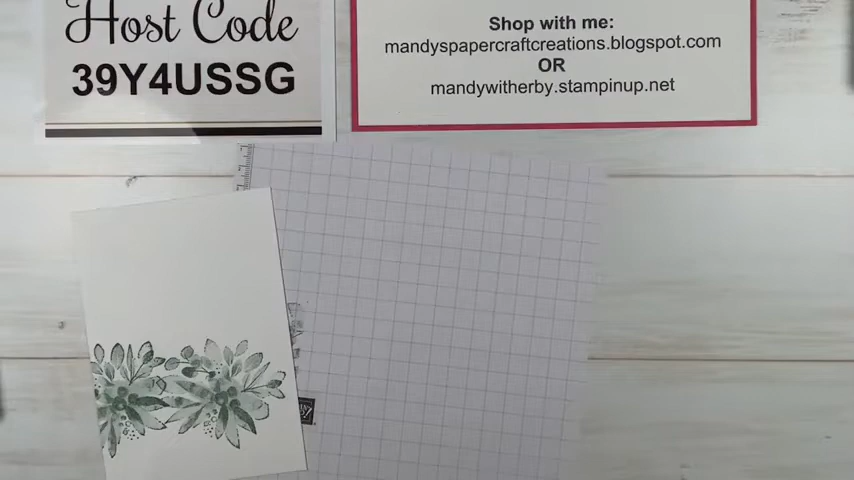 Host Code
39Y4USSG
Shop with me:
mandyspapercraftcreations.blogspot.com
OR
mandywitherby.stampinup.net